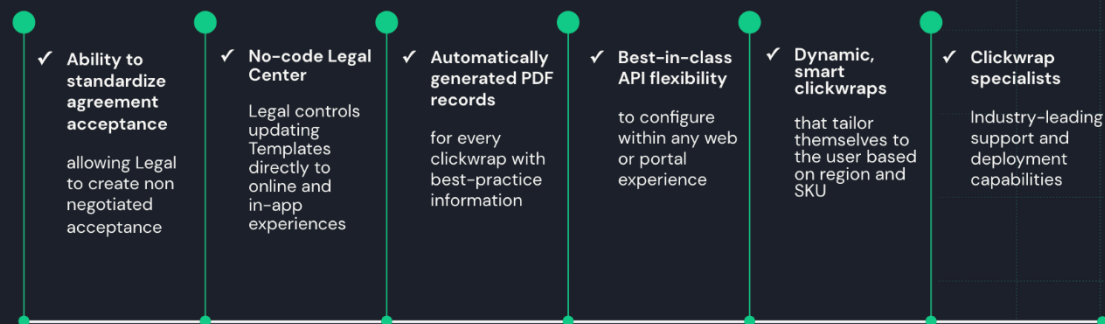 ✓ Ability to
standardize
agreement
acceptance
allowing Legal
to create non
negotiated
acceptance
✓ No-code Legal
Center
Legal controls
updating
Templates
directly to
online and
in-app
experiences
✓ Automatically
generated PDF
records
for every
clickwrap with
best-practice
information
✓ Best-in-class
API flexibility
to configure
within any web
or portal
experience
✓ Dynamic,
smart
clickwraps
that tailor
themselves to
the user based
on region and
SKU
✓ Clickwrap
specialists
Industry-leading
support and
deployment
capabilities